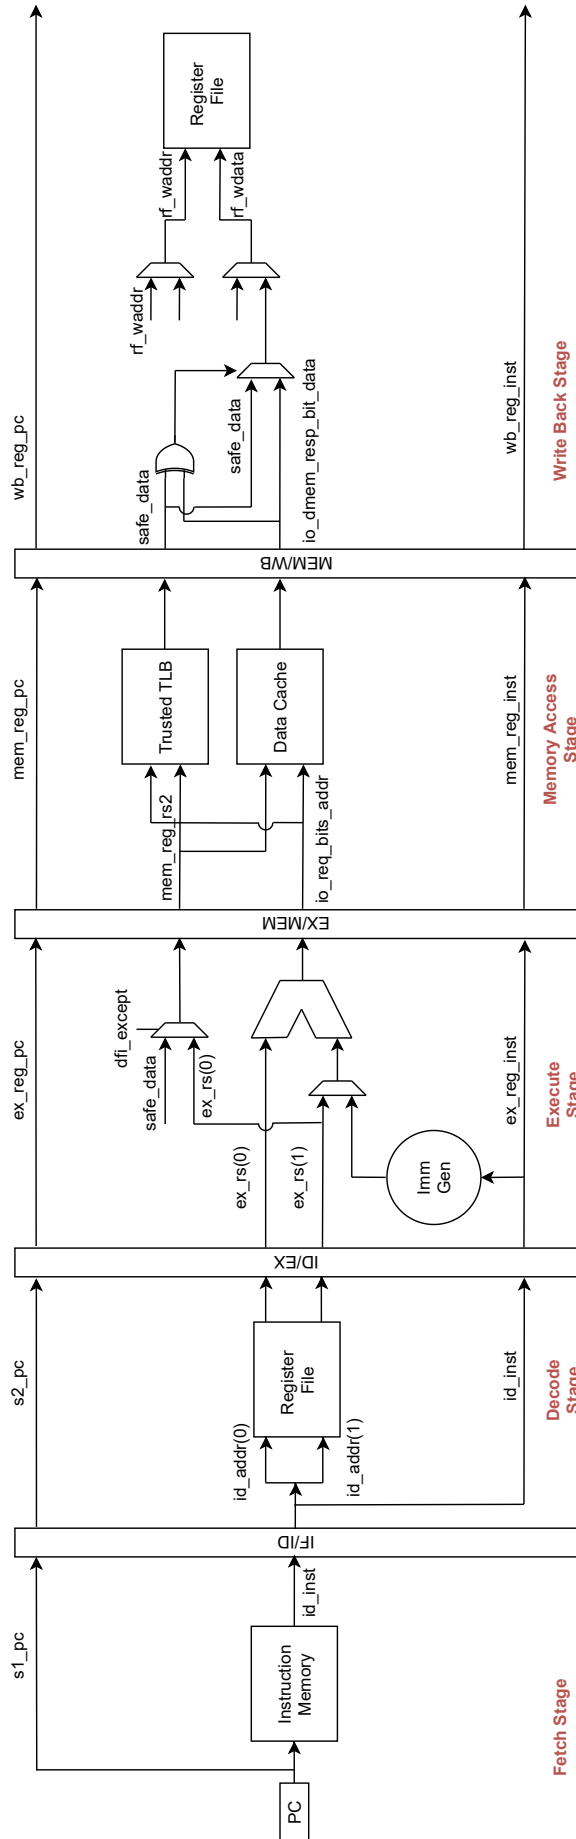 s1_pc
PC
Instruction
Memory
id_inst
Fetch Stage
IF/ID
s2_pc
id_addr(0)
id_addr(1)
Register
File
id_inst
Decode
Stage
ID/EX
ex_reg_pc
dfi_except
safe_data
ex_rs(0)
ex_rs(0)
ex_rs(1)
Imm
Gen
ex_reg_inst
Execute
Stage
EX/MEM
mem_reg_pc
mem_reg_rs2
io_req_bits_addr
Trusted TLB
Data Cache
mem_reg_inst
Memory Access
Stage
MEM/WB
wb_reg_pc
safe_data
safe_data
io_dmem_resp_bit_data
rf_waddr
rf_waddr
rf_wdata
Register
File
wb_reg_inst
Write Back Stage